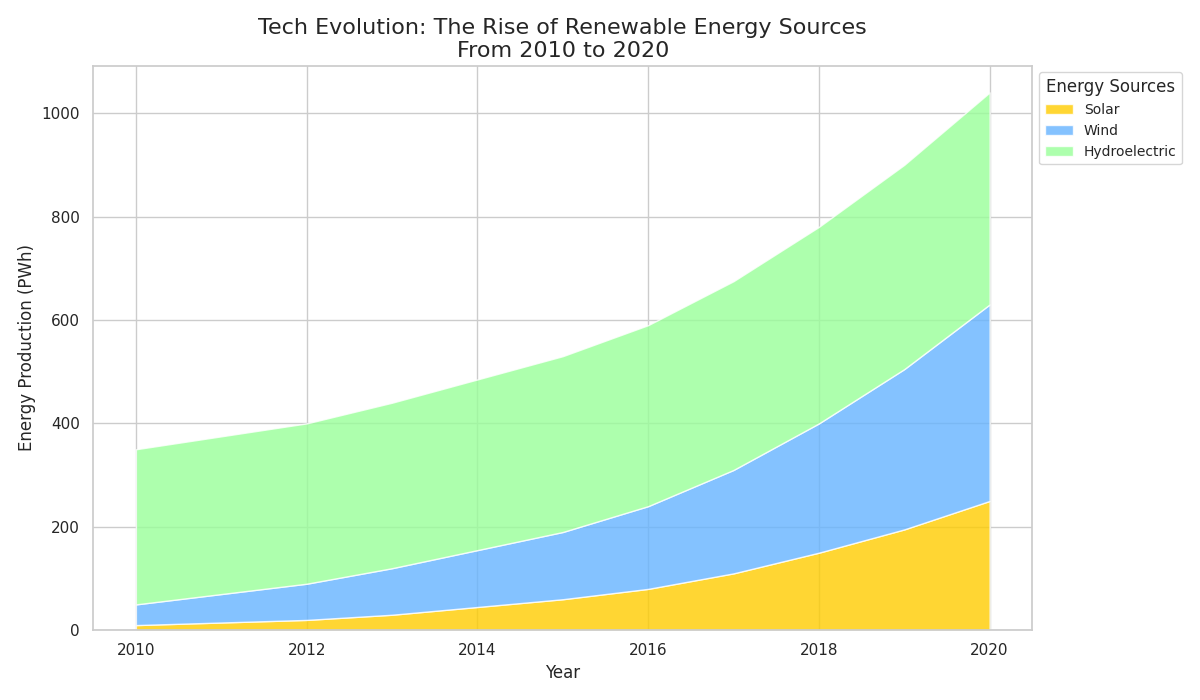 Tech Evolution: The Rise of Renewable Energy Sources
From 2010 to 2020
Energy Production (PWh)
1000
800
600
400
200
0
2010
2012
2014
2016
2018
2020
Year
Energy Sources
Solar
Wind
Hydroelectric